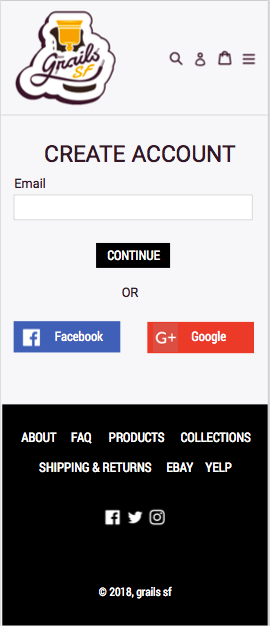 Grails
SF
CREATE ACCOUNT
Email
CONTINUE
OR
Facebook
G+ Google
ABOUT FAQ PRODUCTS COLLECTIONS
SHIPPING & RETURNS EBAY YELP
© 2018, grails sf